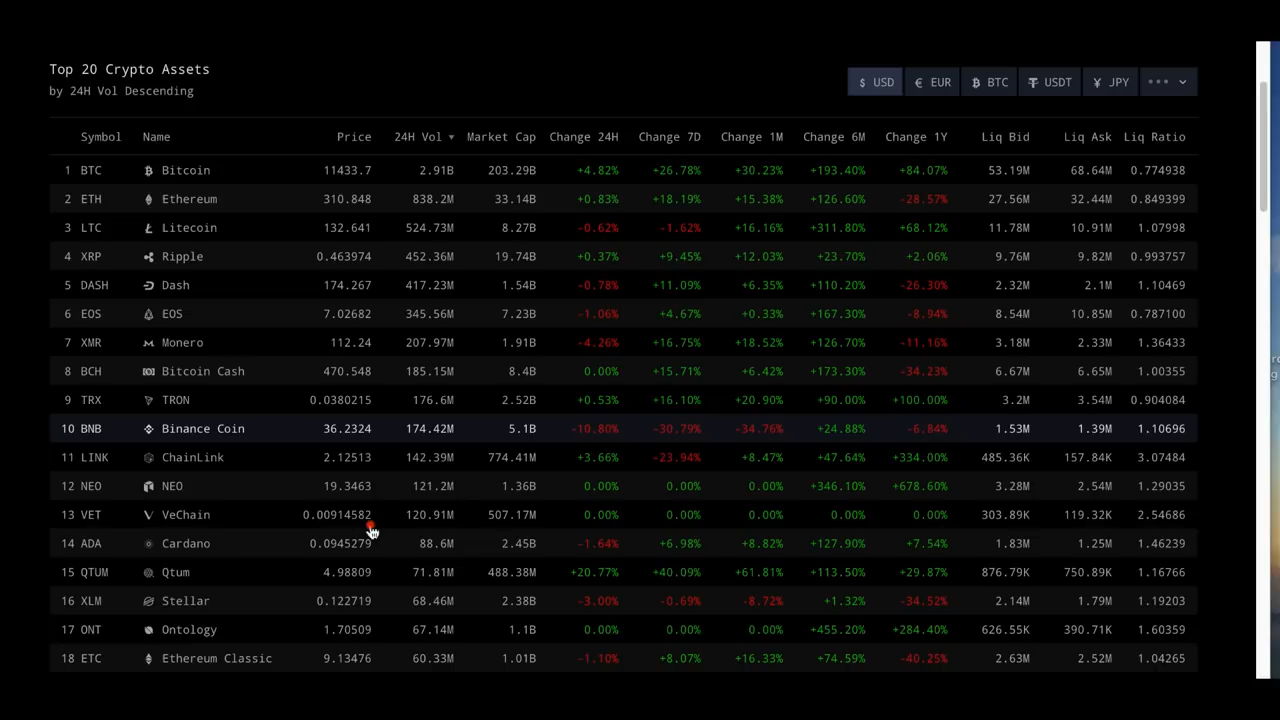 Top 20 Crypto Assets
by 24H Vol Descending
$ USD € EUR BTC USDT ¥ JPY •••
Symbol Name Price 24H Vol ▼ Market Cap Change 24H Change 7D Change 1M Change 6M Change 1Y Liq Bid Liq Ask Liq Ratio
1 BTC Bitcoin 11433.7 2.91B 203.29B +4.82% +26.78% +30.23% +193.40% +84.07% 53.19M 68.64M 0.774938
2 ETH Ethereum 310.848 838.2M 33.14B +0.83% +18.19% +15.38% +126.60% -28.57% 27.56M 32.44M 0.849399
3 LTC Litecoin 132.641 524.73M 8.27B -0.62% -1.62% +16.16% +311.80% +68.12% 11.78M 10.91M 1.07998
4 XRP Ripple 0.463974 452.36M 19.74B +0.37% +9.45% +12.03% +23.70% +2.06% 9.76M 9.82M 0.993757
5 DASH Dash 174.267 417.23M 1.54B -0.78% +11.09% +6.35% +110.20% -26.30% 2.32M 2.1M 1.10469
6 EOS EOS 7.02682 345.56M 7.23B -1.06% +4.67% +0.33% +167.30% -8.94% 8.54M 10.85M 0.787100
7 XMR Monero 112.24 207.97M 1.91B -4.26% +16.75% +18.52% +126.70% -11.16% 3.18M 2.33M 1.36433
8 BCH Bitcoin Cash 470.548 185.15M 8.4B 0.00% +15.71% +6.42% +173.30% -34.23% 6.67M 6.65M 1.00355
9 TRX TRON 0.0380215 176.6M 2.52B +0.53% +16.10% +20.90% +90.00% +100.00% 3.2M 3.54M 0.904084
10 BNB Binance Coin 36.2324 174.42M 5.1B -10.80% -30.79% -34.76% +24.88% -6.84% 1.53M 1.39M 1.10696
11 LINK ChainLink 2.12513 142.39M 774.41M +3.66% -23.94% +8.47% +47.64% +334.00% 485.36K 157.84K 3.07484
12 NEO NEO 19.3463 121.2M 1.36B 0.00% 0.00% 0.00% +346.10% +678.60% 3.28M 2.54M 1.29035
13 VET VeChain 0.00914582 120.91M 507.17M 0.00% 0.00% 0.00% 0.00% 0.00% 303.89K 119.32K 2.54686
14 ADA Cardano 0.0945279 88.6M 2.45B -1.64% +6.98% +8.82% +127.90% +7.54% 1.83M 1.25M 1.46239
15 QTUM Qtum 4.98809 71.81M 488.38M +20.77% +40.09% +61.81% +113.50% +29.87% 876.79K 750.89K 1.16766
16 XLM Stellar 0.122719 68.46M 2.38B -3.00% -0.69% -8.72% +1.32% -34.52% 2.14M 1.79M 1.19203
17 ONT Ontology 1.70509 67.14M 1.1B 0.00% 0.00% 0.00% +455.20% +284.40% 626.55K 390.71K 1.60359
18 ETC Ethereum Classic 9.13476 60.33M 1.01B -1.10% +8.07% +16.33% +74.59% -40.25% 2.63M 2.52M 1.04265